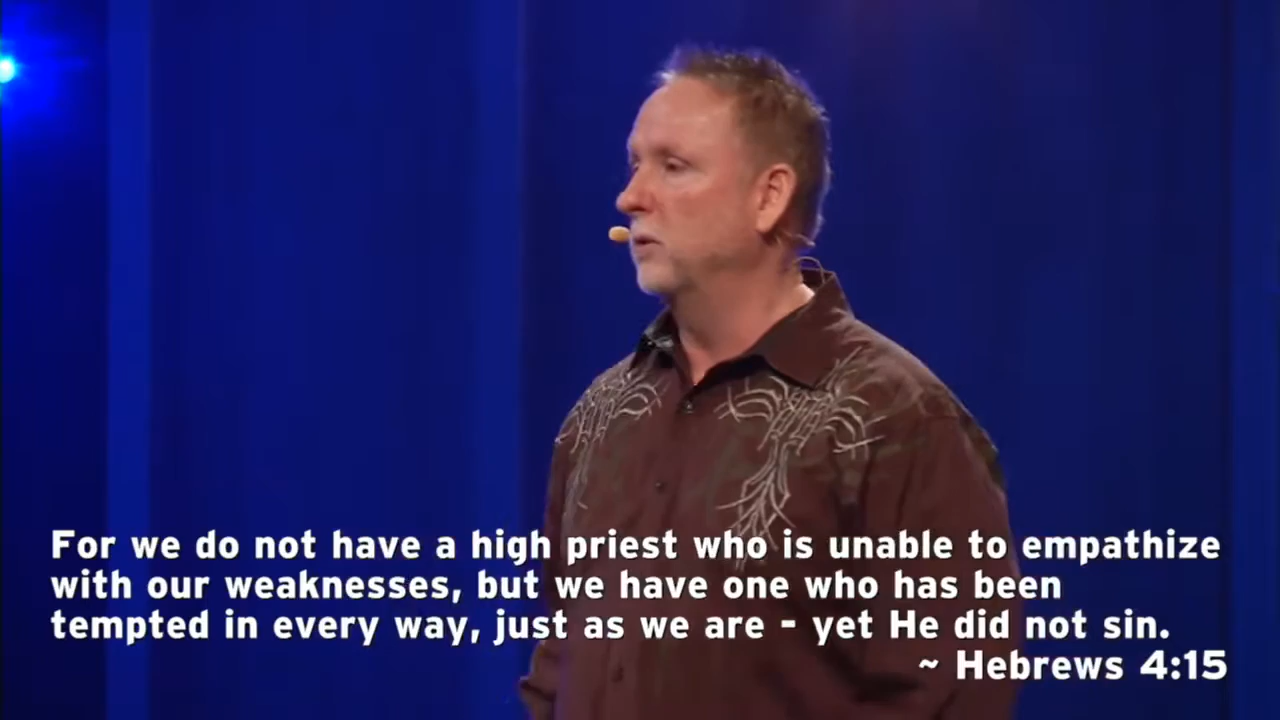 For we do not have a high priest who is unable to empathize
with our weaknesses, but we have one who has been
tempted in every way, just as we are - yet He did not sin.
~ Hebrews 4:15